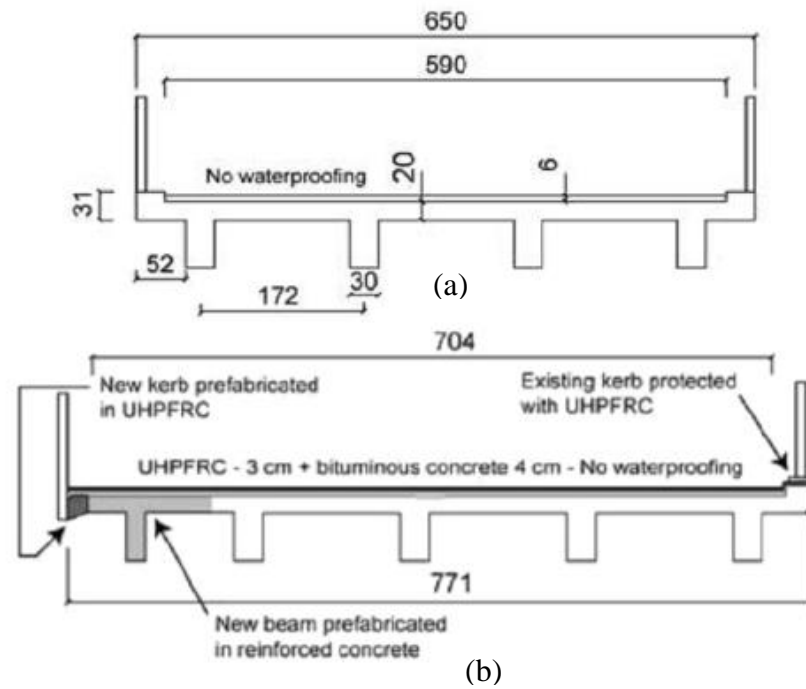 650
590
No waterproofing
20
6
31
52
172
30
(a)
704
New kerb prefabricated
in UHPFRC
Existing kerb protected
with UHPFRC
UHPFRC - 3 cm + bituminous concrete 4 cm - No waterproofing
771
New beam prefabricated
in reinforced concrete
(b)